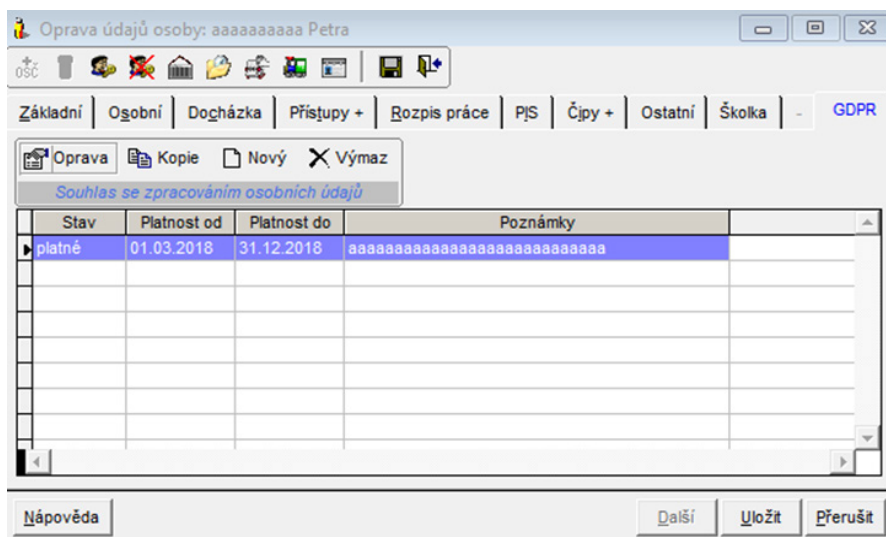 Oprava údajů osoby: aaaaaaaaaa Petra
osč
Základní Osobní Docházka Přístupy + Rozpis práce PIS Čipy + Ostatní Školka - GDPR
Oprava Kopie Nový Výmaz
Souhlas se zpracováním osobních údajů
Stav Platnost od Platnost do Poznámky
platné 01.03.2018 31.12.2018 aaaaaaaaaaaaaaaaaaaaaaaaaaaa
Nápověda Další Uložit Přerušit